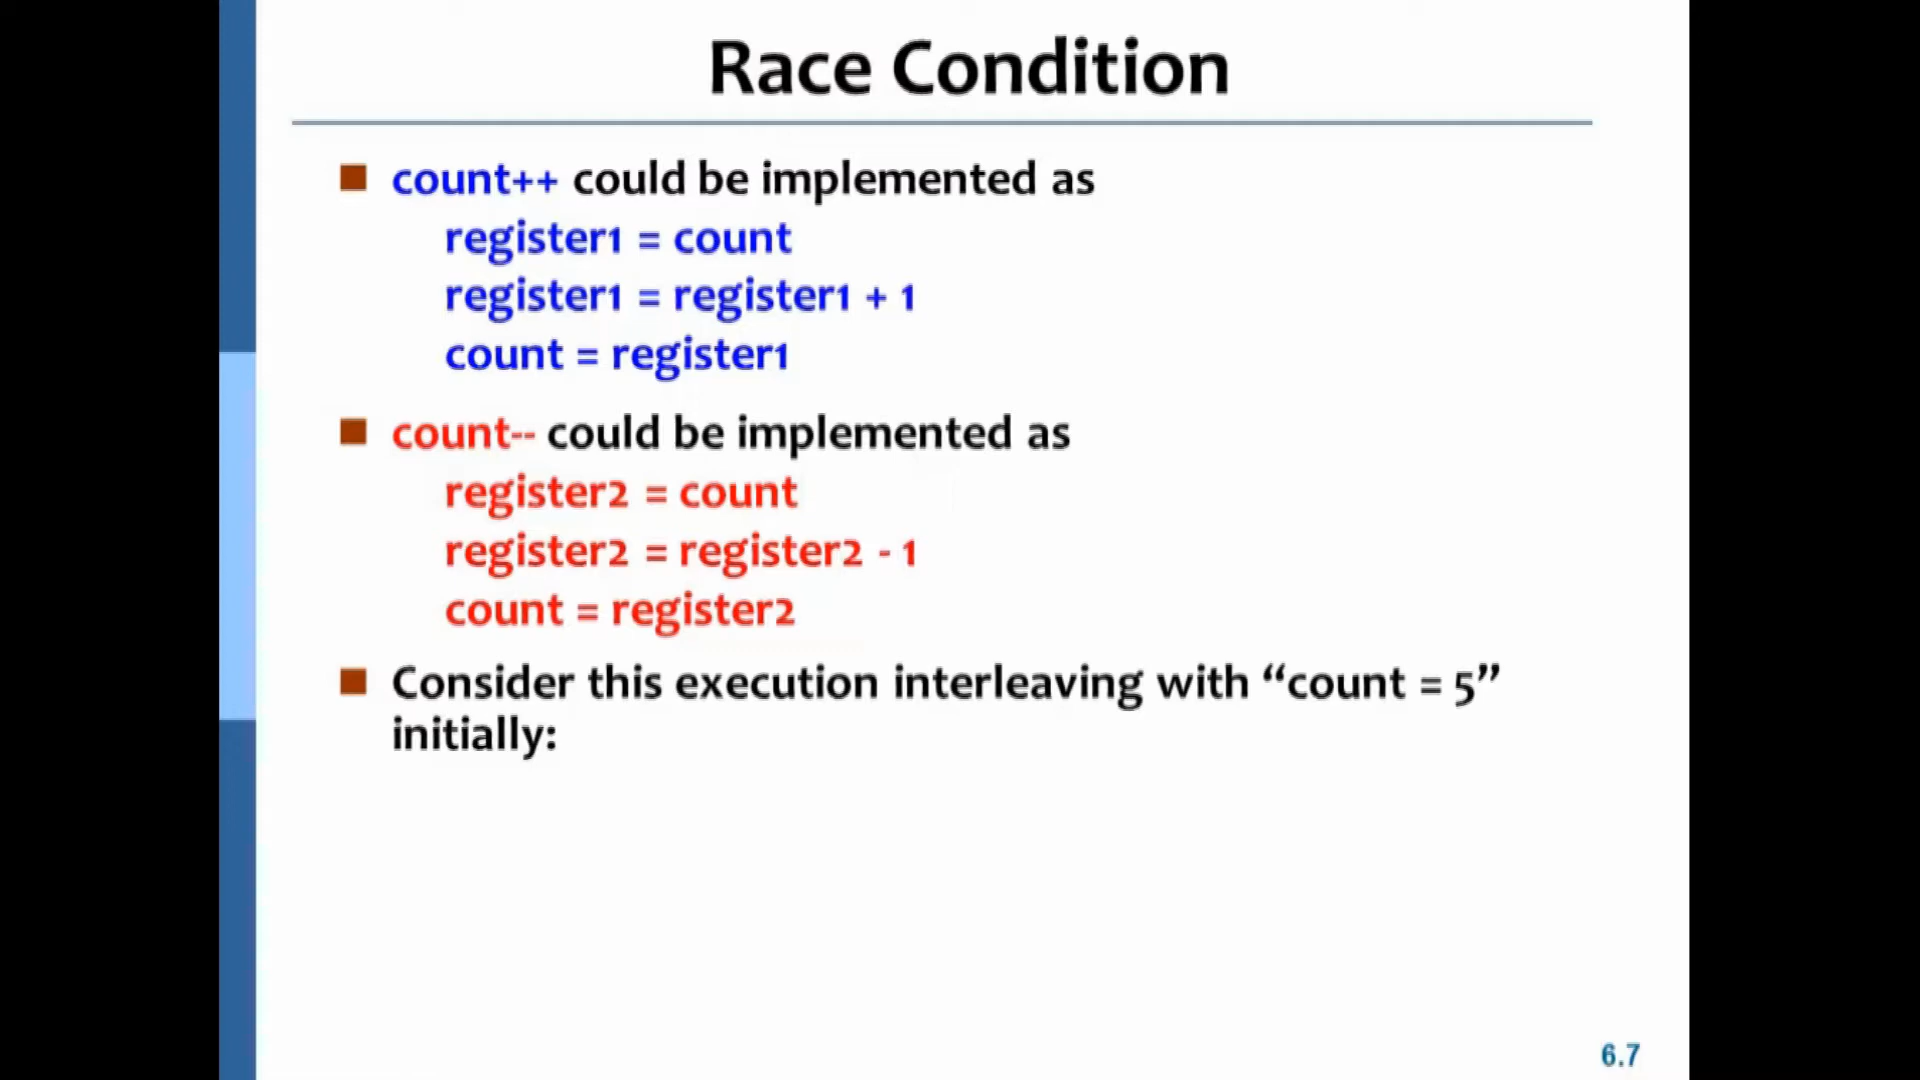 Race Condition
count++ could be implemented as
register1 = count
register1 = register1 + 1
count = register1
count-- could be implemented as
register2 = count
register2 = register2 - 1
count = register2
Consider this execution interleaving with “count = 5”
initially:
6.7